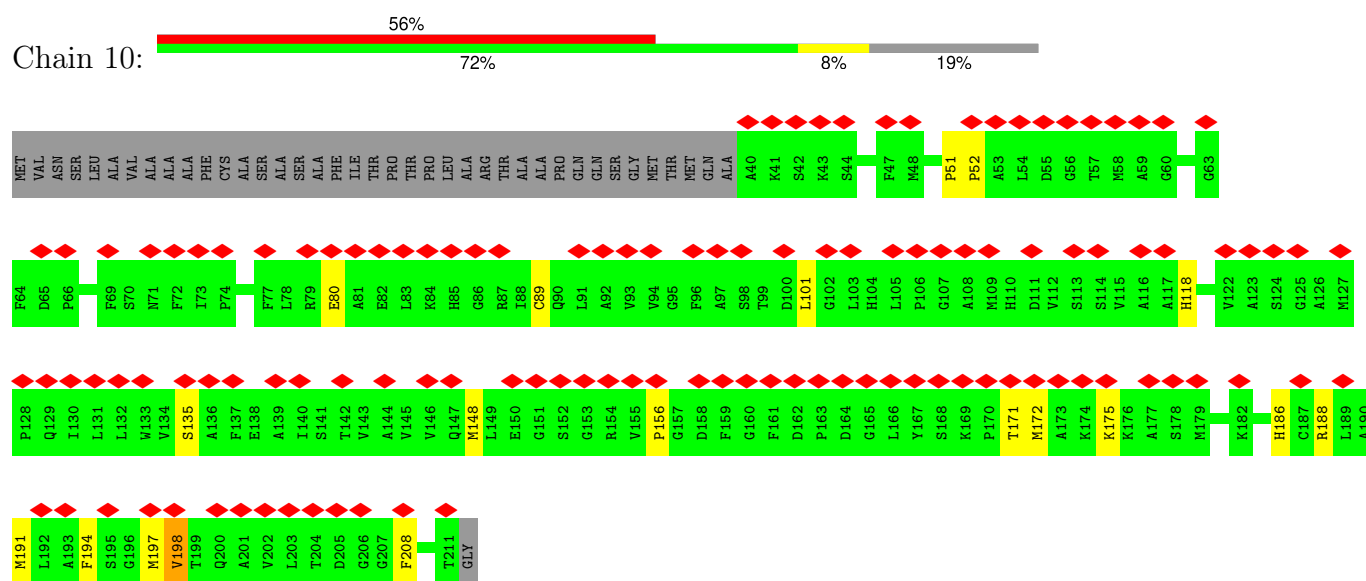 56%
Chain 10:
72% 8% 19%
MET VAL ASN SER LEU ALA VAL ALA ALA ALA PHE CYS ALA SER ALA SER ALA PHE ILE THR PRO THR PRO LEU ALA ARG THR ALA ALA PRO GLN GLN SER GLY MET THR MET GLN ALA A40 K41 S42 K43 S44 F47 M48 P51 P52 A53 L54 D55 G56 T57 M58 A59 G60 G63
F64 D65 P66 F69 S70 N71 F72 I73 P74 F77 L78 R79 E80 A81 E82 L83 K84 H85 G86 R87 I88 C89 Q90 L91 A92 V93 V94 G95 F96 A97 S98 T99 D100 L101 G102 L103 H104 L105 P106 G107 A108 M109 H110 D111 V112 S113 S114 V115 A116 A117 H118 V122 A123 S124 G125 A126 M127
P128 Q129 I130 L131 L132 W133 V134 S135 A136 F137 E138 A139 I140 S141 T142 V143 A144 V145 V146 Q147 M148 L149 E150 G151 S152 G153 R154 V155 P156 G157 D158 F159 G160 F161 D162 P163 D164 G165 L166 Y167 S168 K169 P170 T171 M172 A173 K174 K175 K176 A177 S178 M179 K182 H186 C187 R188 L189 A190
M191 L192 A193 F194 S195 G196 M197 V198 T199 Q200 A201 V202 L203 T204 D205 G206 G207 F208 T211 GLY